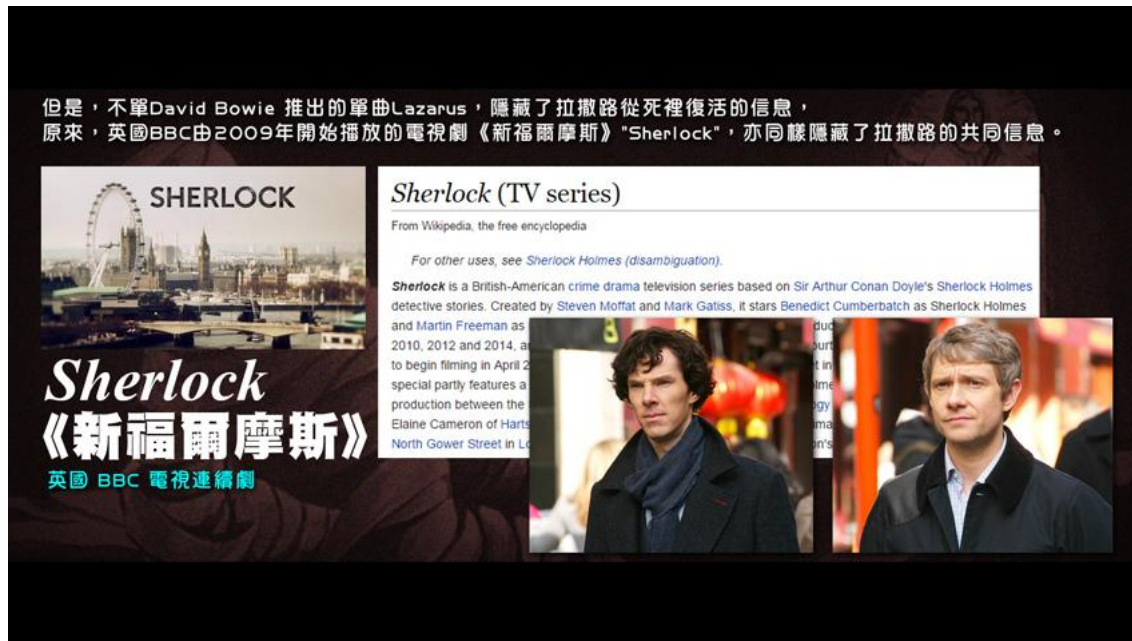 但是，不單David Bowie 推出的單曲Lazarus，隱藏了拉撒路從死裡復活的信息，
原來，英國BBC由2009年開始播放的電視劇《新福爾摩斯》"Sherlock"，亦同樣隱藏了拉撒路的共同信息。
SHERLOCK
Sherlock
《新福爾摩斯》
英國 BBC 電視連續劇
Sherlock (TV series)
From Wikipedia, the free encyclopedia
For other uses, see Sherlock Holmes (disambiguation).
Sherlock is a British-American crime drama television series based on Sir Arthur Conan Doyle's Sherlock Holmes
detective stories. Created by Steven Moffat and Mark Gatiss, it stars Benedict Cumberbatch as Sherlock Holmes
and Martin Freeman as
2010, 2012 and 2014, a
to begin filming in April 2
special partly features a
production between the
Elaine Cameron of Harts
North Gower Street in Lo